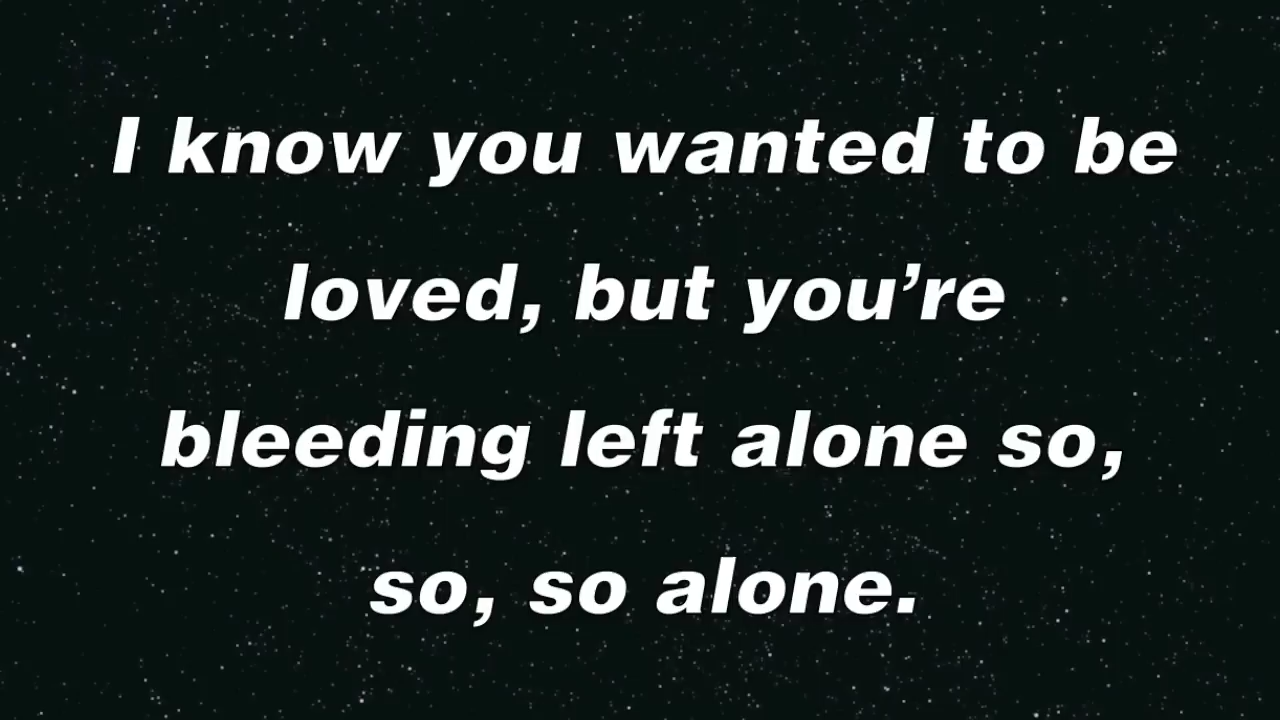 I know you wanted to be
loved, but you’re
bleeding left alone so,
so, so alone.